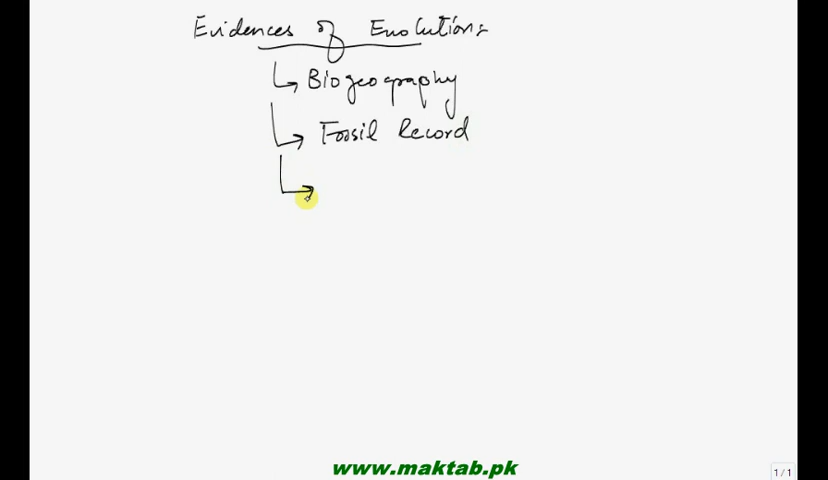 Evidences of Evolution:
Biogeography
Fossil Record
www.maktab.pk
1/1